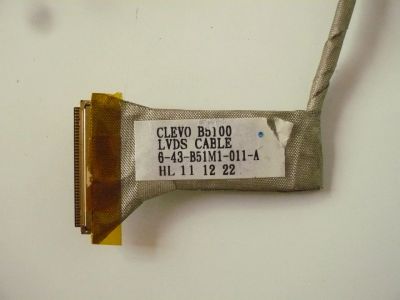 CLEVO B5100
LVDS CABLE
6-43-B51M1-011-A
HL 11 12 22